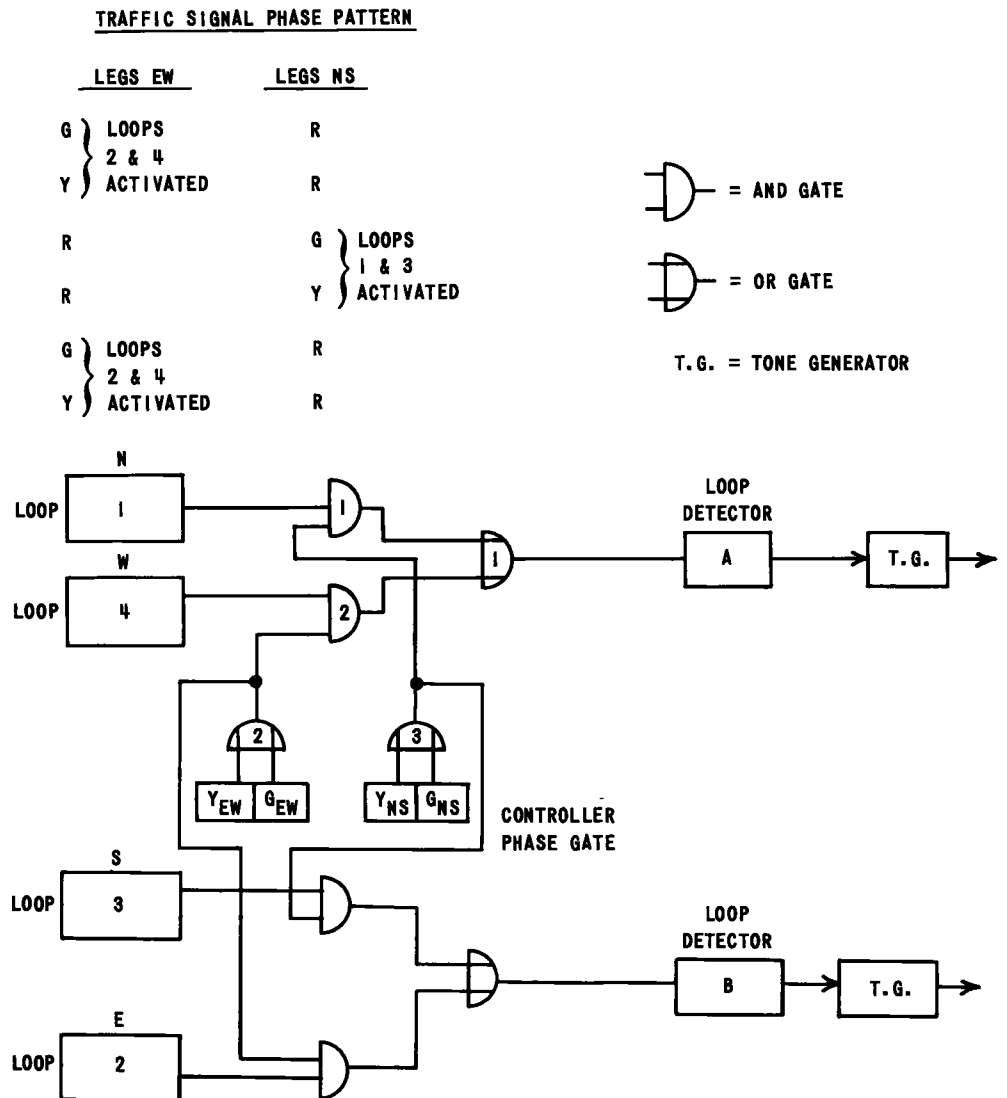 TRAFFIC SIGNAL PHASE PATTERN
LEGS EW LEGS NS
G LOOPS R
2 & 4
Y ACTIVATED R
R G LOOPS
1 & 3
R Y ACTIVATED
G LOOPS R
2 & 4
Y ACTIVATED R
= AND GATE
= OR GATE
T.G. = TONE GENERATOR
N
LOOP 1
W
LOOP 4
1
2
1
LOOP
DETECTOR
A
T.G.
2
3
Y EW G EW
Y NS G NS
CONTROLLER
PHASE GATE
S
LOOP 3
E
LOOP 2
LOOP
DETECTOR
B
T.G.